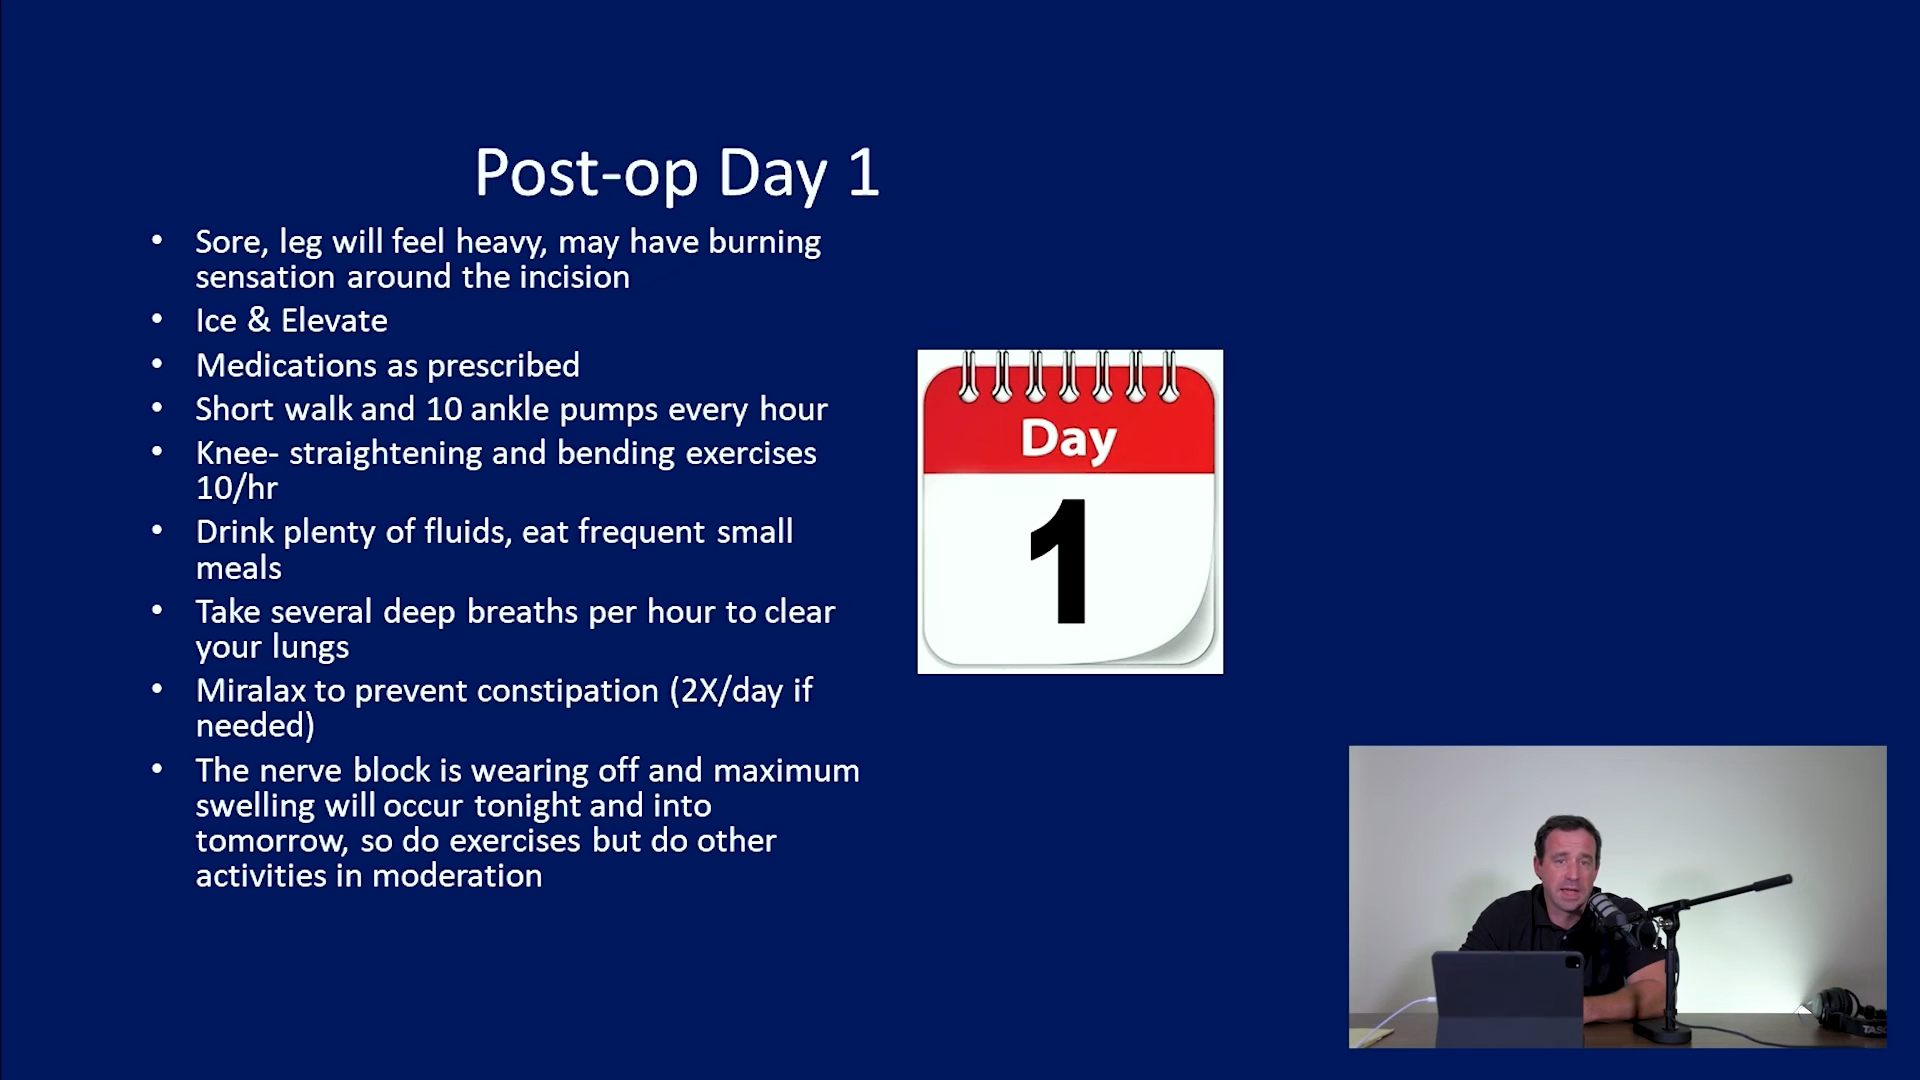 Post-op Day 1
• Sore, leg will feel heavy, may have burning
sensation around the incision
• Ice & Elevate
• Medications as prescribed
• Short walk and 10 ankle pumps every hour
• Knee- straightening and bending exercises
10/hr
• Drink plenty of fluids, eat frequent small
meals
• Take several deep breaths per hour to clear
your lungs
• Miralax to prevent constipation (2X/day if
needed)
• The nerve block is wearing off and maximum
swelling will occur tonight and into
tomorrow, so do exercises but do other
activities in moderation
Day
1